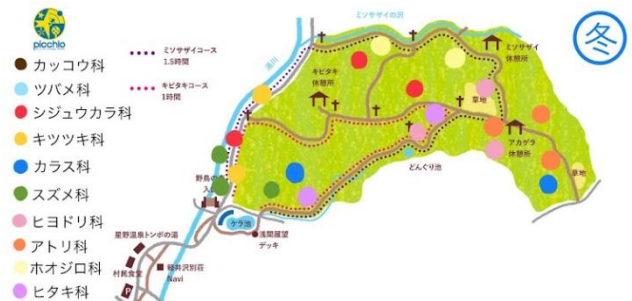 picchio
カッコウ科
ツバメ科
シジュウカラ科
キツツキ科
カラス科
スズメ科
ヒヨドリ科
アトリ科
ホオジロ科
ヒタキ科
ミソサザイコース
1.5時間
キビタキコース
1時間
冬
ミソサザイの沢
ミソサザイ
休憩所
キビタキ
休憩所
湯川
草地
アカゲラ
休憩所
どんぐり池
草地
野鳥の
入
ケラ池
浅間展望
デッキ
星野温泉トンボの湯
村民食堂
軽井沢別荘
Navi
P